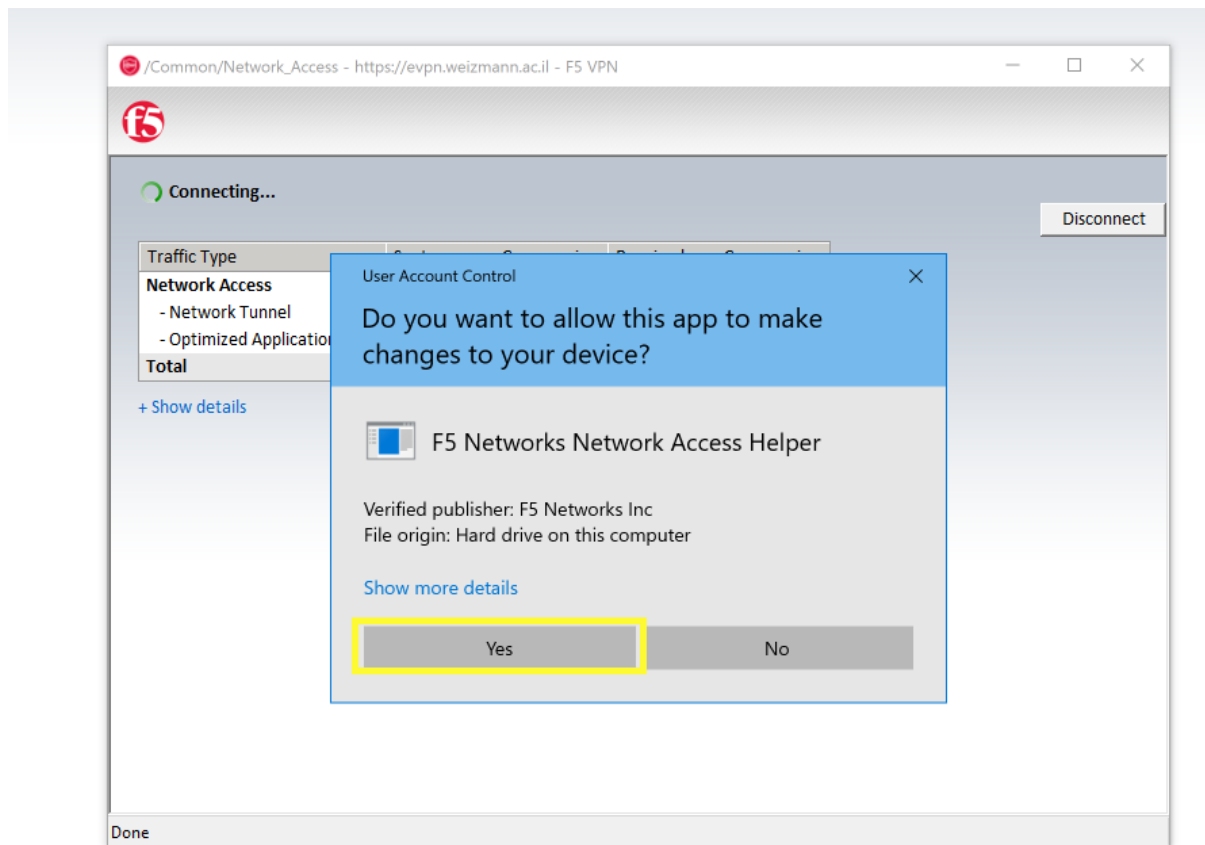 /Common/Network_Access - https://evpn.weizmann.ac.il - F5 VPN
f5
Connecting...
Disconnect
Traffic Type
Network Access
- Network Tunnel
- Optimized Application
Total
+ Show details
User Account Control
Do you want to allow this app to make
changes to your device?
F5 Networks Network Access Helper
Verified publisher: F5 Networks Inc
File origin: Hard drive on this computer
Show more details
Yes
No
Done